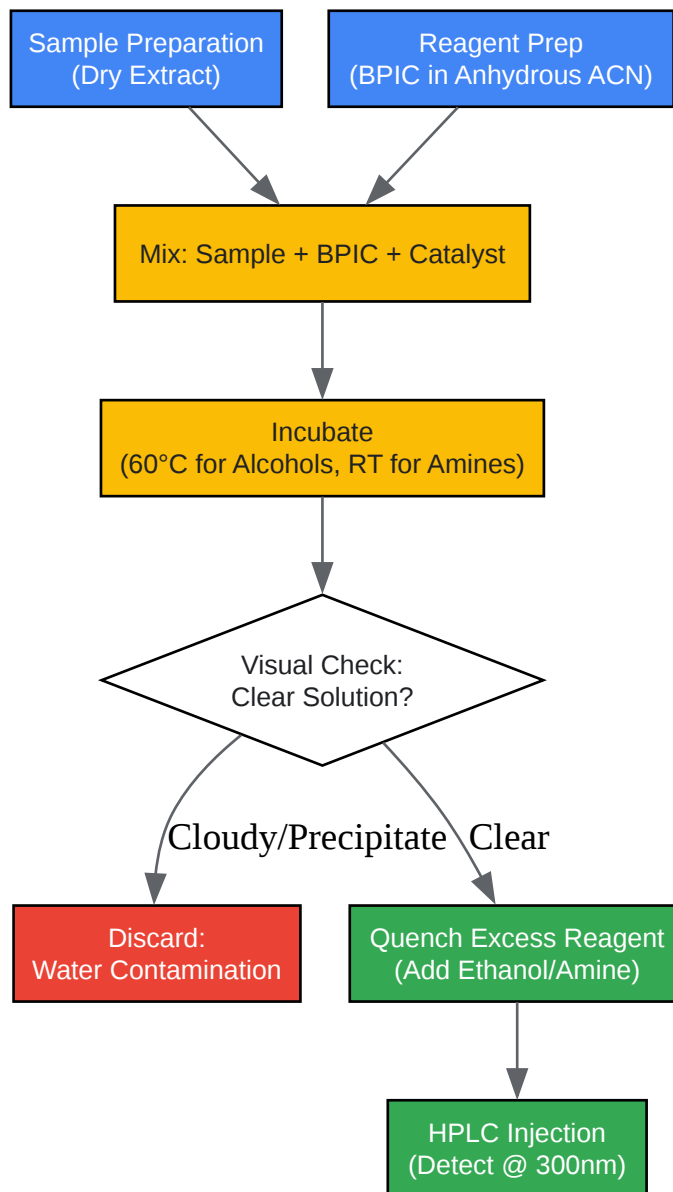 Sample Preparation
(Dry Extract)
Reagent Prep
(BPIC in Anhydrous ACN)
Mix: Sample + BPIC + Catalyst
Incubate
(60°C for Alcohols, RT for Amines)
Visual Check:
Clear Solution?
Cloudy/Precipitate
Clear
Discard:
Water Contamination
Quench Excess Reagent
(Add Ethanol/Amine)
HPLC Injection
(Detect @ 300nm)